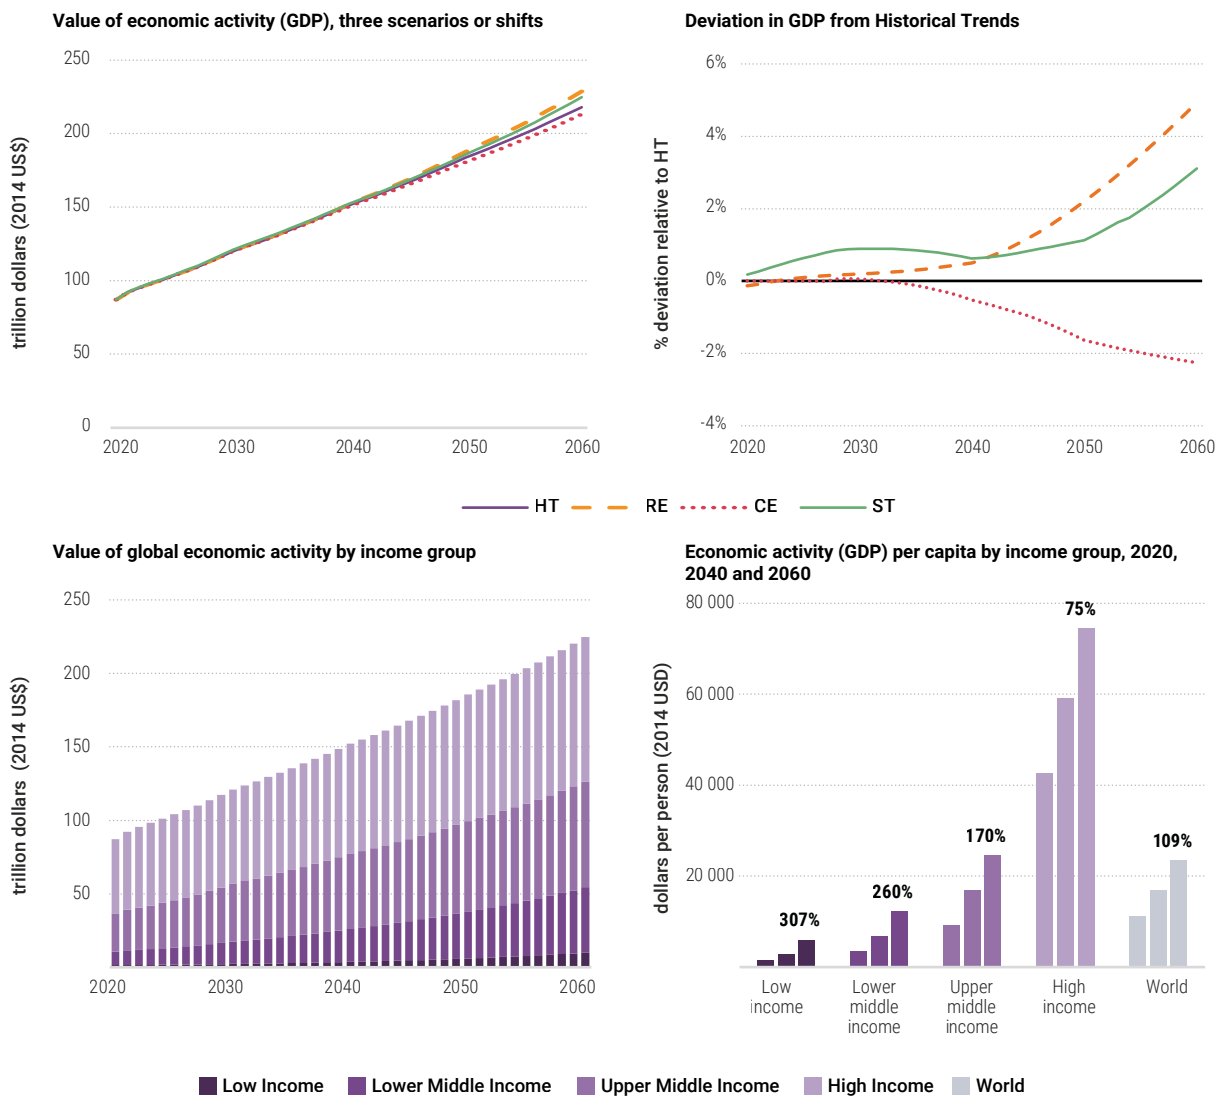 Value of economic activity (GDP), three scenarios or shifts
trillion dollars (2014 US$)
250
200
150
100
50
0
2020 2030 2040 2050 2060
Deviation in GDP from Historical Trends
% deviation relative to HT
6%
4%
2%
0%
-2%
-4%
2020 2030 2040 2050 2060
HT RE CE ST
Value of global economic activity by income group
trillion dollars (2014 US$)
250
200
150
100
50
2020 2030 2040 2050 2060
Economic activity (GDP) per capita by income group, 2020,
2040 and 2060
dollars per person (2014 USD)
80 000
60 000
40 000
20 000
307%
260%
170%
75%
109%
Low
income
Lower
middle
income
Upper
middle
income
High
income
World
Low Income Lower Middle Income Upper Middle Income High Income World